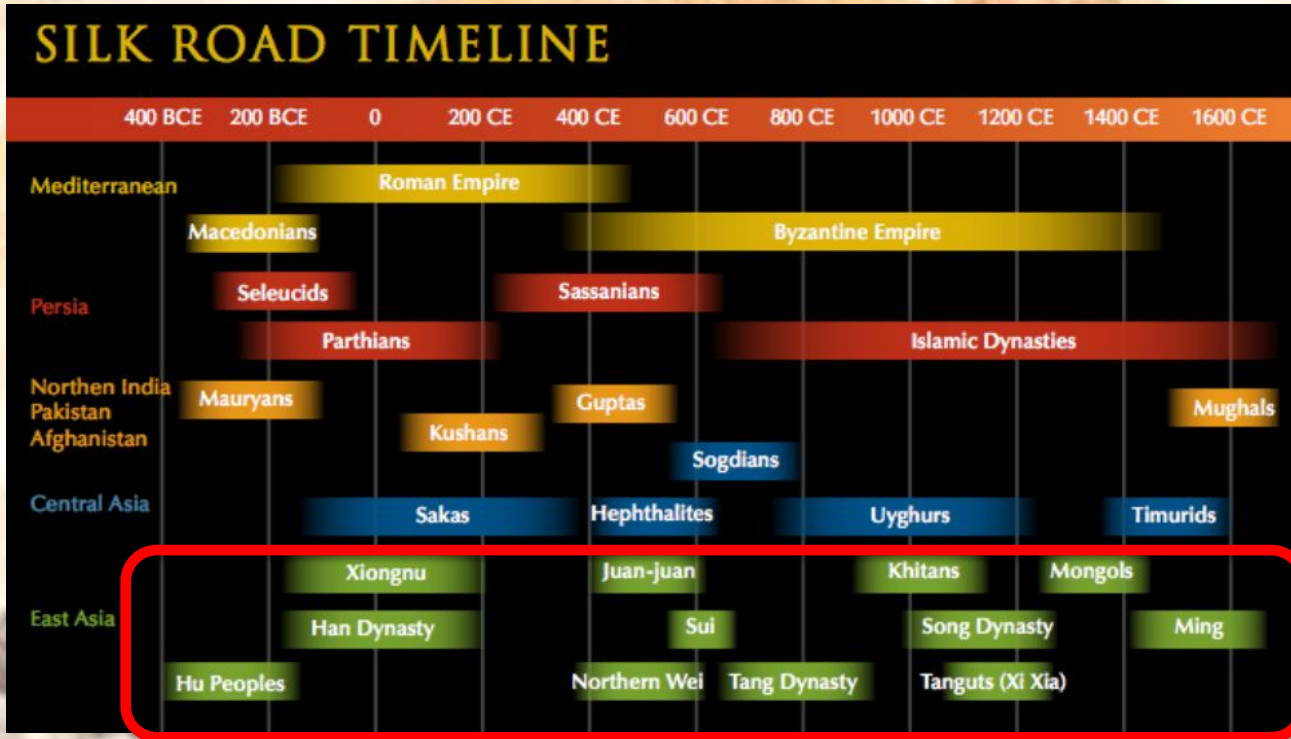 SILK ROAD TIMELINE
400 BCE 200 BCE 0 200 CE 400 CE 600 CE 800 CE 1000 CE 1200 CE 1400 CE 1600 CE
Mediterranean
Roman Empire
Macedonians
Byzantine Empire
Persia
Seleucids
Sassanians
Parthians
Islamic Dynasties
Northen India
Pakistan
Afghanistan
Mauryans
Guptas
Mughals
Kushans
Sogdians
Central Asia
Sakas
Hephthalites
Uyghurs
Timurids
East Asia
Xiongnu
Juan-juan
Khitans
Mongols
Han Dynasty
Sui
Song Dynasty
Ming
Hu Peoples
Northern Wei
Tang Dynasty
Tanguts (Xi Xia)